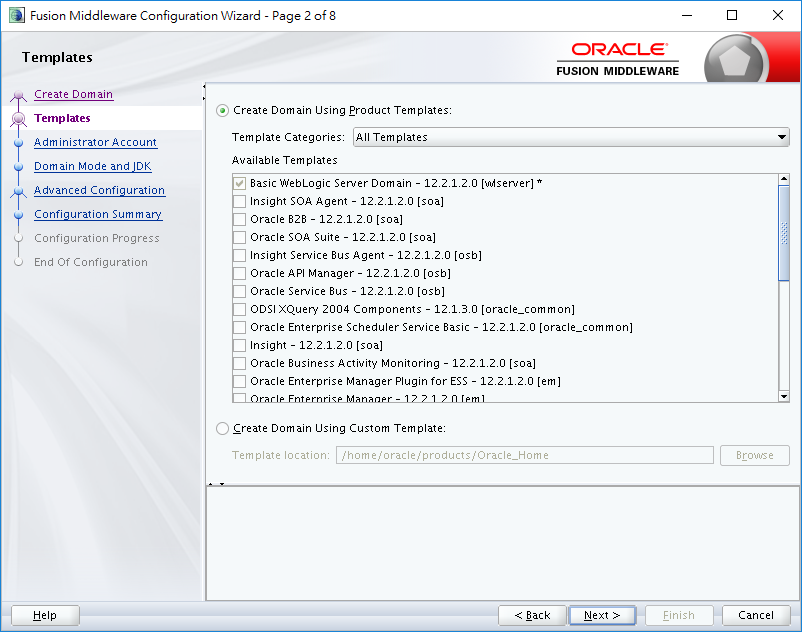 Fusion Middleware Configuration Wizard - Page 2 of 8
Templates
ORACLE
FUSION MIDDLEWARE
Create Domain
Templates
Administrator Account
Domain Mode and JDK
Advanced Configuration
Configuration Summary
Configuration Progress
End Of Configuration
Create Domain Using Product Templates:
Template Categories: All Templates
Available Templates
Basic WebLogic Server Domain - 12.2.1.2.0 [wlserver] *
Insight SOA Agent - 12.2.1.2.0 [soa]
Oracle B2B - 12.2.1.2.0 [soa]
Oracle SOA Suite - 12.2.1.2.0 [soa]
Insight Service Bus Agent - 12.2.1.2.0 [osb]
Oracle API Manager - 12.2.1.2.0 [osb]
Oracle Service Bus - 12.2.1.2.0 [osb]
ODSI XQuery 2004 Components - 12.1.3.0 [oracle_common]
Oracle Enterprise Scheduler Service Basic - 12.2.1.2.0 [oracle_common]
Insight - 12.2.1.2.0 [soa]
Oracle Business Activity Monitoring - 12.2.1.2.0 [soa]
Oracle Enterprise Manager Plugin for ESS - 12.2.1.2.0 [em]
Oracle Enterprise Manager - 12.2.1.2.0 [em]
Create Domain Using Custom Template:
Template location: /home/oracle/products/Oracle_Home
Browse
Help
< Back
Next >
Finish
Cancel